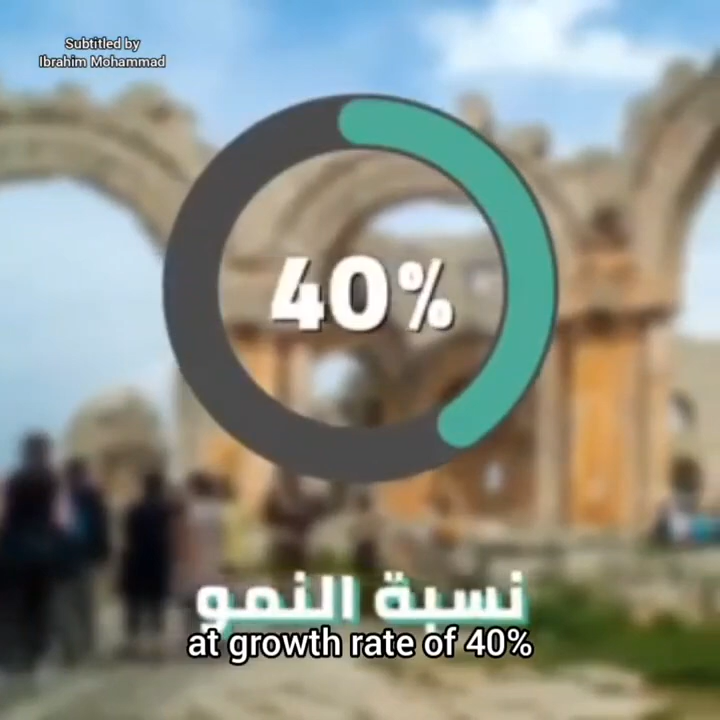 Subtitled by
Ibrahim Mohammad
40%
نسبة النمو
at growth rate of 40%